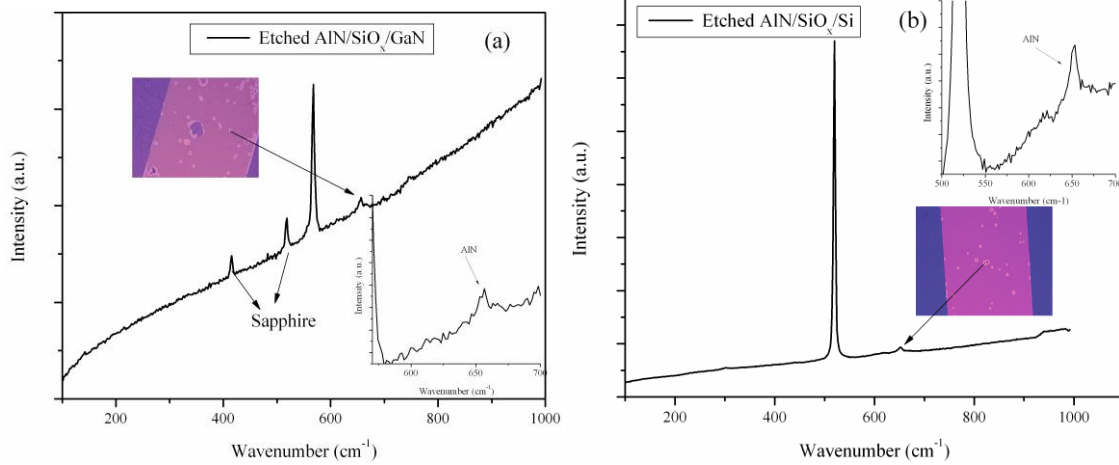 Etched AlN/SiOx/GaN
(a)
Intensity (a.u.)
Sapphire
AlN
Intensity (a.u.)
600 650 700
Wavenumber (cm-1)
200 400 600 800 1000
Wavenumber (cm-1)
Etched AlN/SiOx/Si
(b)
Intensity (a.u.)
AlN
Intensity (a.u.)
500 550 600 650 700
Wavenumber (cm-1)
200 400 600 800 1000
Wavenumber (cm-1)